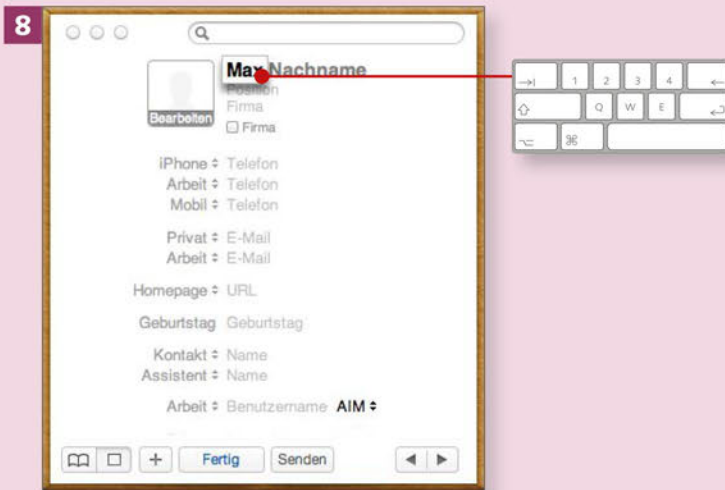 8
Max Nachname
Position
Firma
Bearbeiten
Firma
iPhone Telefon
Arbeit Telefon
Mobil Telefon
Privat E-Mail
Arbeit E-Mail
Homepage URL
Geburtstag Geburtstag
Kontakt Name
Assistent Name
Arbeit Benutzername AIM
+ Fertig Senden
1 2 3 4
Q W E
⌥ ⌘